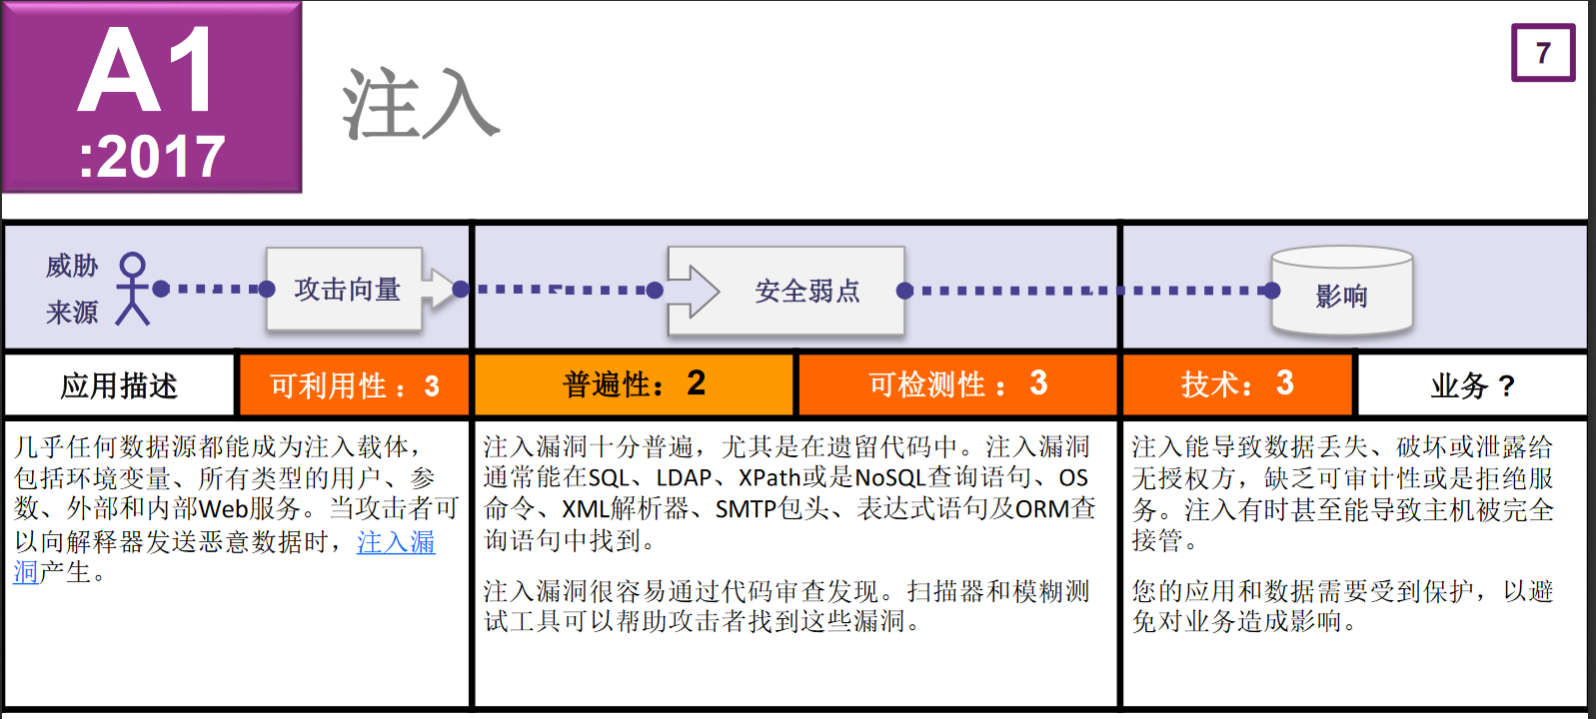 A1
:2017
注入
7
威胁
来源
攻击向量
安全弱点
影响
应用描述
可利用性：3
普遍性：2
可检测性：3
技术：3
业务 ?
几乎任何数据源都能成为注入载体，
包括环境变量、所有类型的用户、参
数、外部和内部Web服务。当攻击者可
以向解释器发送恶意数据时，注入漏
洞产生。
注入漏洞十分普遍，尤其是在遗留代码中。注入漏洞
通常能在SQL、LDAP、XPath或是NoSQL查询语句、OS
命令、XML解析器、SMTP包头、表达式语句及ORM查
询语句中找到。
注入漏洞很容易通过代码审查发现。扫描器和模糊测
试工具可以帮助攻击者找到这些漏洞。
注入能导致数据丢失、破坏或泄露给
无授权方，缺乏可审计性或是拒绝服
务。注入有时甚至能导致主机被完全
接管。
您的应用和数据需要受到保护，以避
免对业务造成影响。